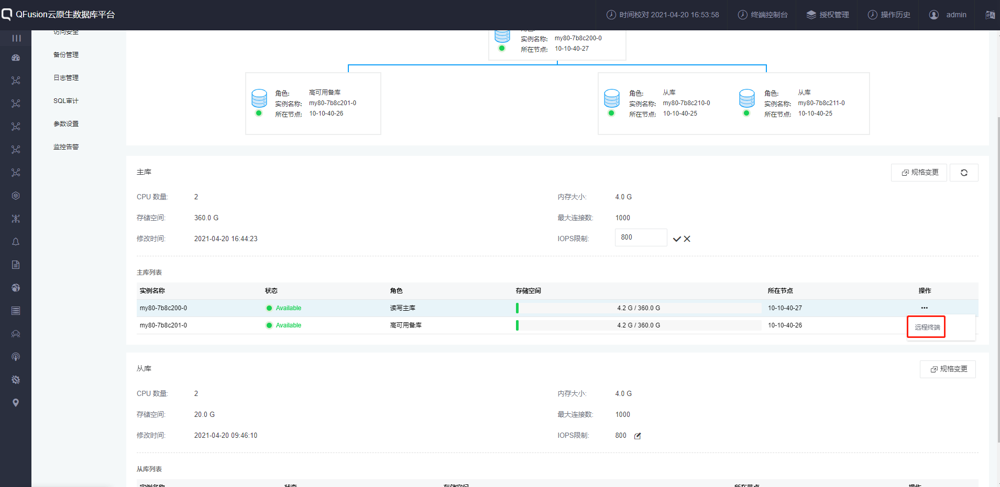 QFusion云原生数据库平台
时间校对 2021-04-20 16:53:58
终端控制台
授权管理
操作历史
admin
访问安全
备份管理
日志管理
SQL审计
参数设置
监控告警
角色:
实例名称: my80-7b8c200-0
所在节点: 10-10-40-27
角色: 高可用备库
实例名称: my80-7b8c201-0
所在节点: 10-10-40-26
角色: 从库
实例名称: my80-7b8c210-0
所在节点: 10-10-40-25
角色: 从库
实例名称: my80-7b8c211-0
所在节点: 10-10-40-25
主库
规格变更
CPU 数量: 2 内存大小: 4.0 G
存储空间: 360.0 G 最大连接数: 1000
修改时间: 2021-04-20 16:44:23 IOPS限制: 800
主库列表
实例名称 状态 角色 存储空间 所在节点 操作
my80-7b8c200-0 Available 读写主库 4.2 G / 360.0 G 10-10-40-27 •••
my80-7b8c201-0 Available 高可用备库 4.2 G / 360.0 G 10-10-40-26
远程终端
从库
规格变更
CPU 数量: 2 内存大小: 4.0 G
存储空间: 20.0 G 最大连接数: 1000
修改时间: 2021-04-20 09:46:10 IOPS限制: 800
从库列表
实例名称 状态 存储空间 所在节点 操作